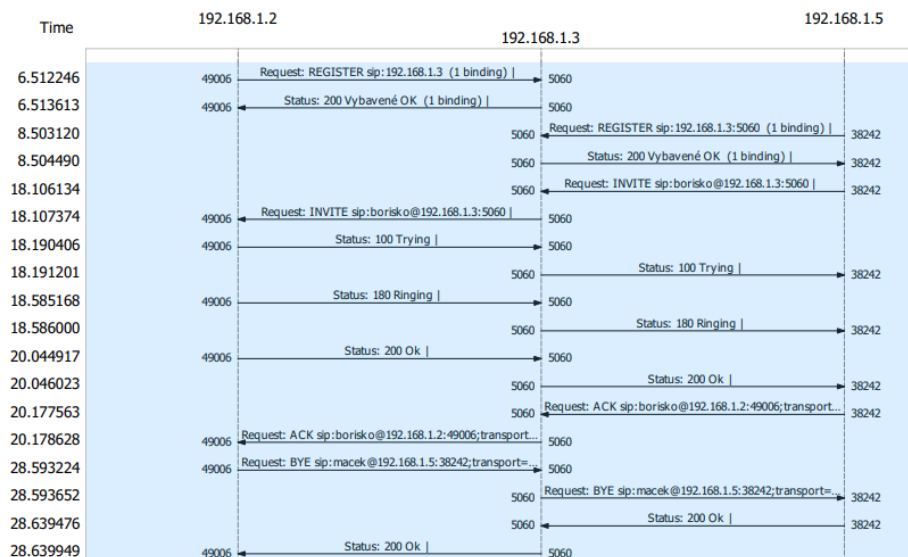 192.168.1.2 192.168.1.5
Time
192.168.1.3
6.512246 49006 Request: REGISTER sip:192.168.1.3 (1 binding) | 5060
6.513613 49006 Status: 200 Vybavené OK (1 binding) | 5060
8.503120 5060 Request: REGISTER sip:192.168.1.3:5060 (1 binding) | 38242
8.504490 5060 Status: 200 Vybavené OK (1 binding) | 38242
18.106134 5060 Request: INVITE sip:borisko@192.168.1.3:5060 | 38242
18.107374 49006 Request: INVITE sip:borisko@192.168.1.3:5060 | 5060
18.190406 49006 Status: 100 Trying | 5060
18.191201 5060 Status: 100 Trying | 38242
18.585168 49006 Status: 180 Ringing | 5060
18.586000 5060 Status: 180 Ringing | 38242
20.044917 49006 Status: 200 Ok | 5060
20.046023 5060 Status: 200 Ok | 38242
20.177563 5060 Request: ACK sip:borisko@192.168.1.2:49006;transport... 38242
20.178628 49006 Request: ACK sip:borisko@192.168.1.2:49006;transport... 5060
28.593224 49006 Request: BYE sip:macek@192.168.1.5:38242;transport=... 5060
28.593652 5060 Request: BYE sip:macek@192.168.1.5:38242;transport=... 38242
28.639476 5060 Status: 200 Ok | 38242
28.639949 49006 Status: 200 Ok | 5060